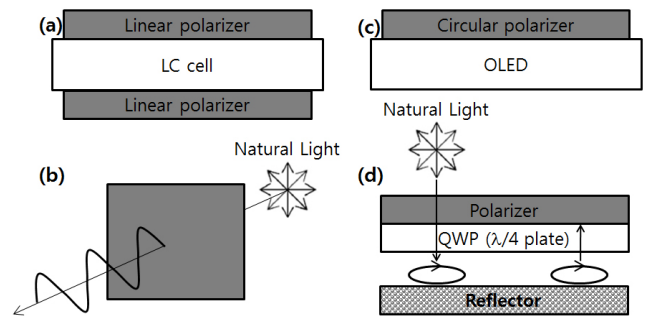 (a)
Linear polarizer
LC cell
Linear polarizer
(c)
Circular polarizer
OLED
(b)
Natural Light
(d)
Natural Light
Polarizer
QWP (λ/4 plate)
Reflector